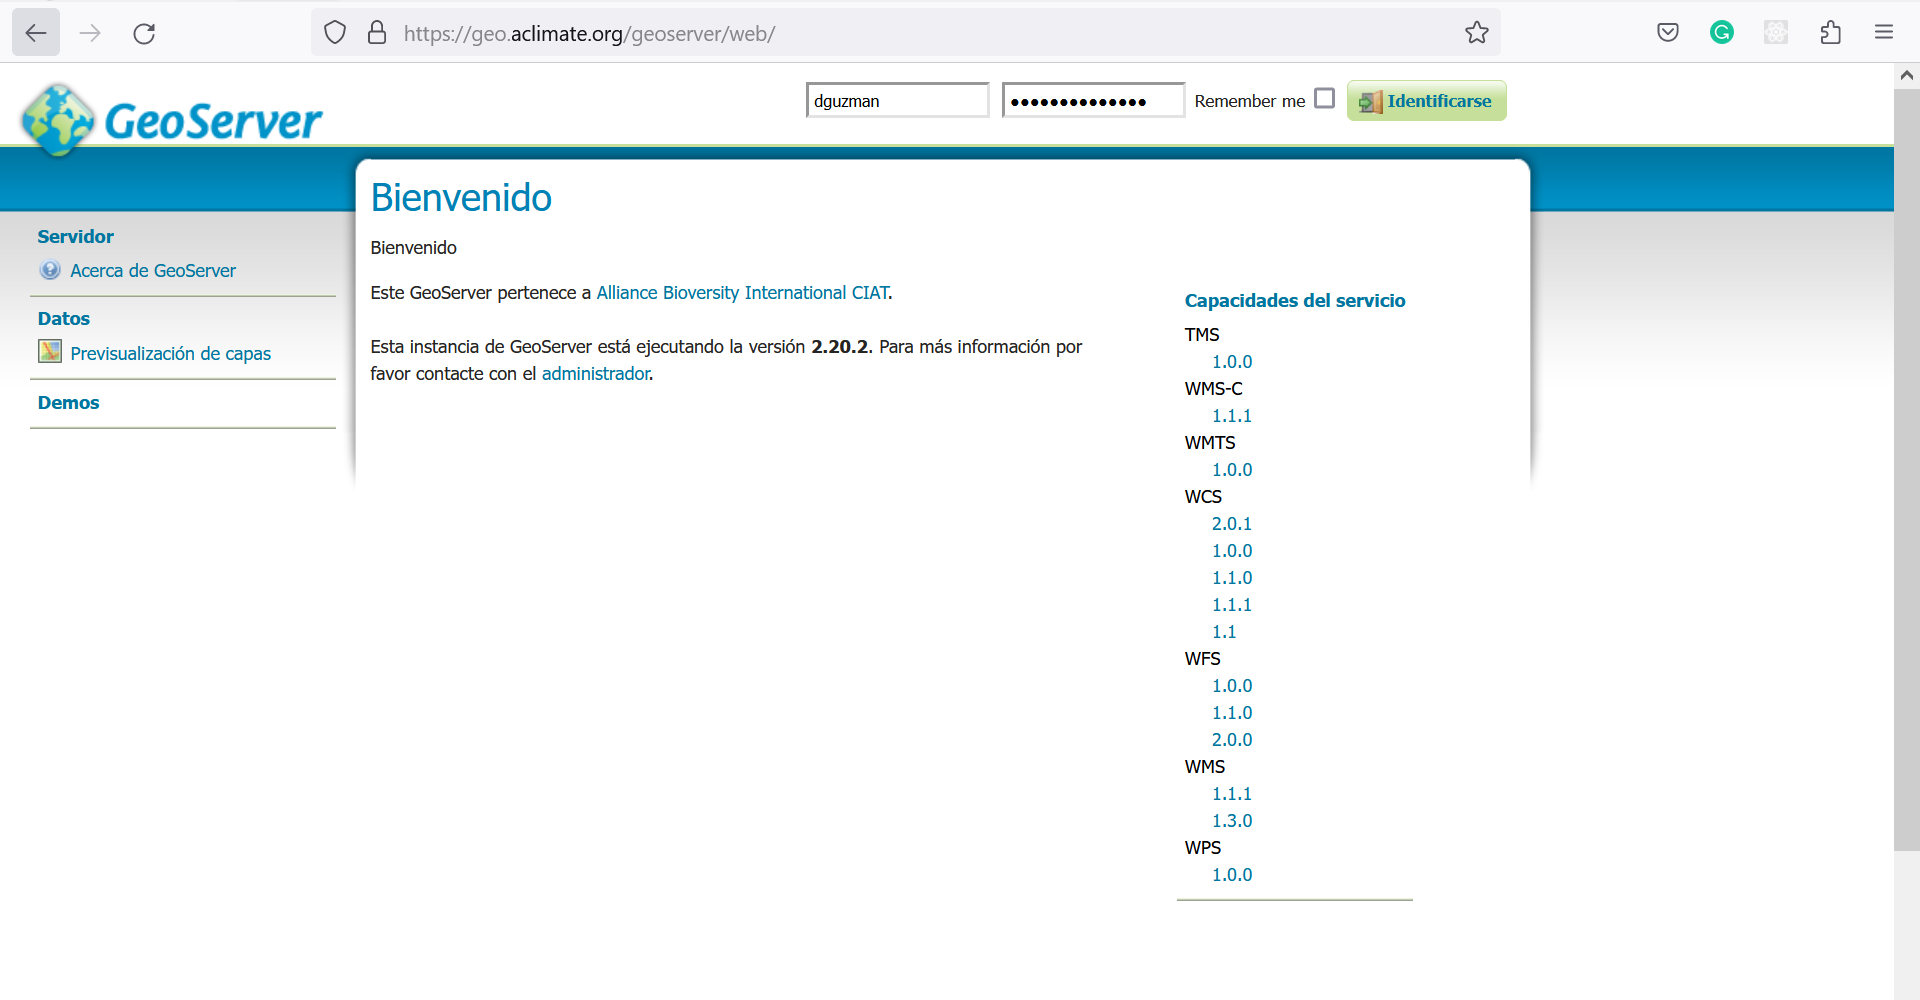 https://geo.aclimate.org/geoserver/web/
GeoServer
dguzman
●●●●●●●●●●●●●●
Remember me
Identificarse
Servidor
Acerca de GeoServer
Datos
Previsualización de capas
Demos
Bienvenido
Bienvenido
Este GeoServer pertenece a Alliance Bioversity International CIAT.
Esta instancia de GeoServer está ejecutando la versión 2.20.2. Para más información por
favor contacte con el administrador.
Capacidades del servicio
TMS
1.0.0
WMS-C
1.1.1
WMTS
1.0.0
WCS
2.0.1
1.0.0
1.1.0
1.1.1
1.1
WFS
1.0.0
1.1.0
2.0.0
WMS
1.1.1
1.3.0
WPS
1.0.0